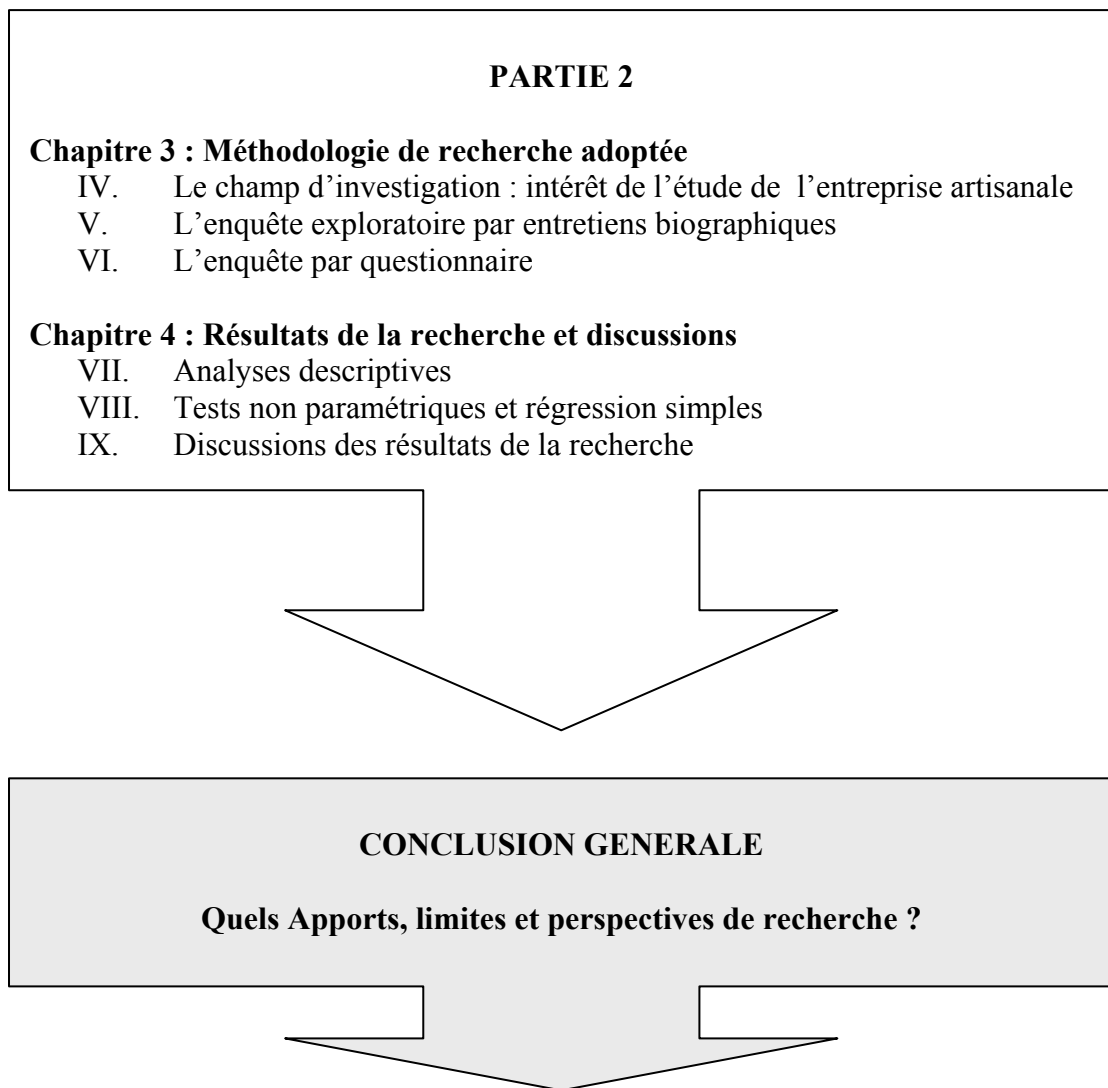 PARTIE 2
Chapitre 3 : Méthodologie de recherche adoptée
IV. Le champ d’investigation : intérêt de l’étude de l’entreprise artisanale
V. L’enquête exploratoire par entretiens biographiques
VI. L’enquête par questionnaire
Chapitre 4 : Résultats de la recherche et discussions
VII. Analyses descriptives
VIII. Tests non paramétriques et régression simples
IX. Discussions des résultats de la recherche
CONCLUSION GENERALE
Quels Apports, limites et perspectives de recherche ?